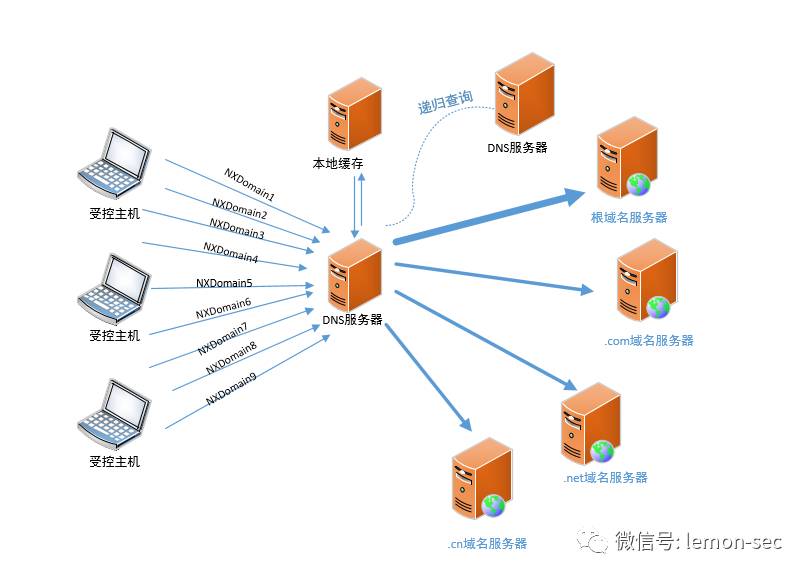 递归查询
DNS服务器
本地缓存
根域名服务器
受控主机
NXDomain1
NXDomain2
NXDomain3
NXDomain4
NXDomain5
NXDomain6
NXDomain7
NXDomain8
NXDomain9
受控主机
受控主机
DNS服务器
.com域名服务器
.net域名服务器
.cn域名服务器
微信号: lemon-sec